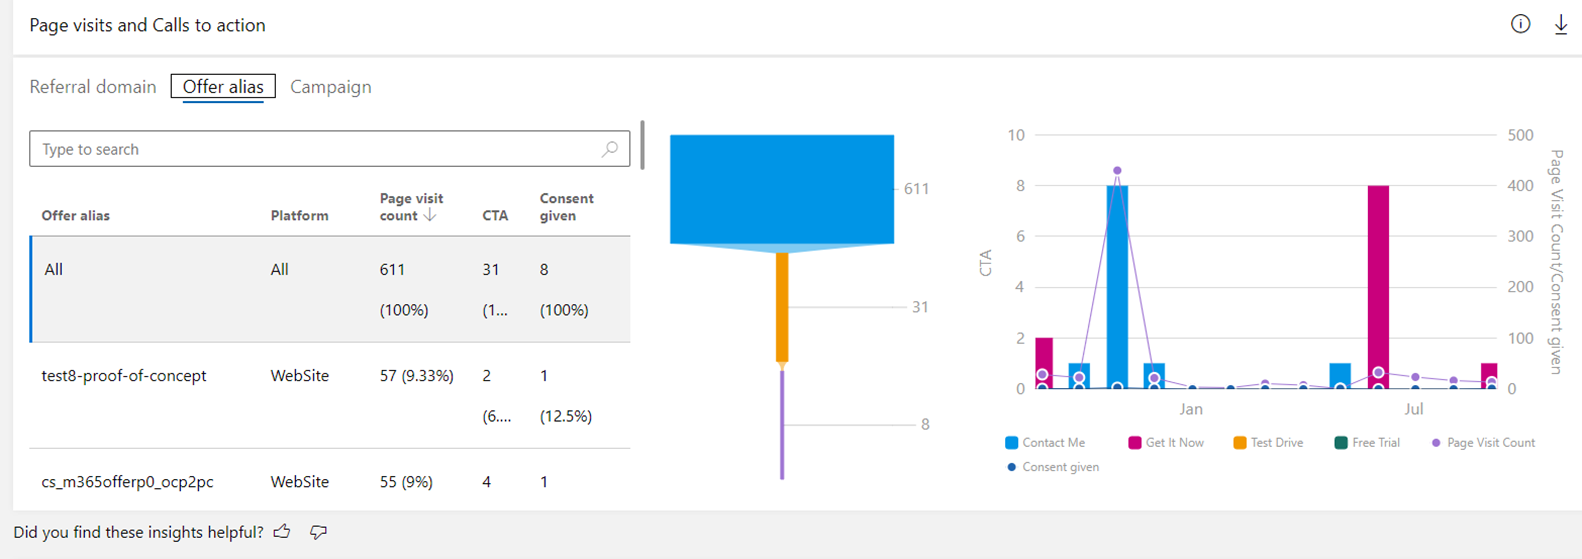 Page visits and Calls to action
Referral domain Offer alias Campaign
Type to search
Offer alias Platform Page visit count CTA Consent given
All All 611 31 8
(100%) (1... (100%)
test8-proof-of-concept WebSite 57 (9.33%) 2 1
(6.... (12.5%)
cs_m365offerp0_ocp2pc WebSite 55 (9%) 4 1
611
31
8
10 500
8 400
6 300
4 200
2 100
0 0
CTA
Page Visit Count/Consent given
Jan Jul
Contact Me Get It Now Test Drive Free Trial Page Visit Count
Consent given
Did you find these insights helpful?